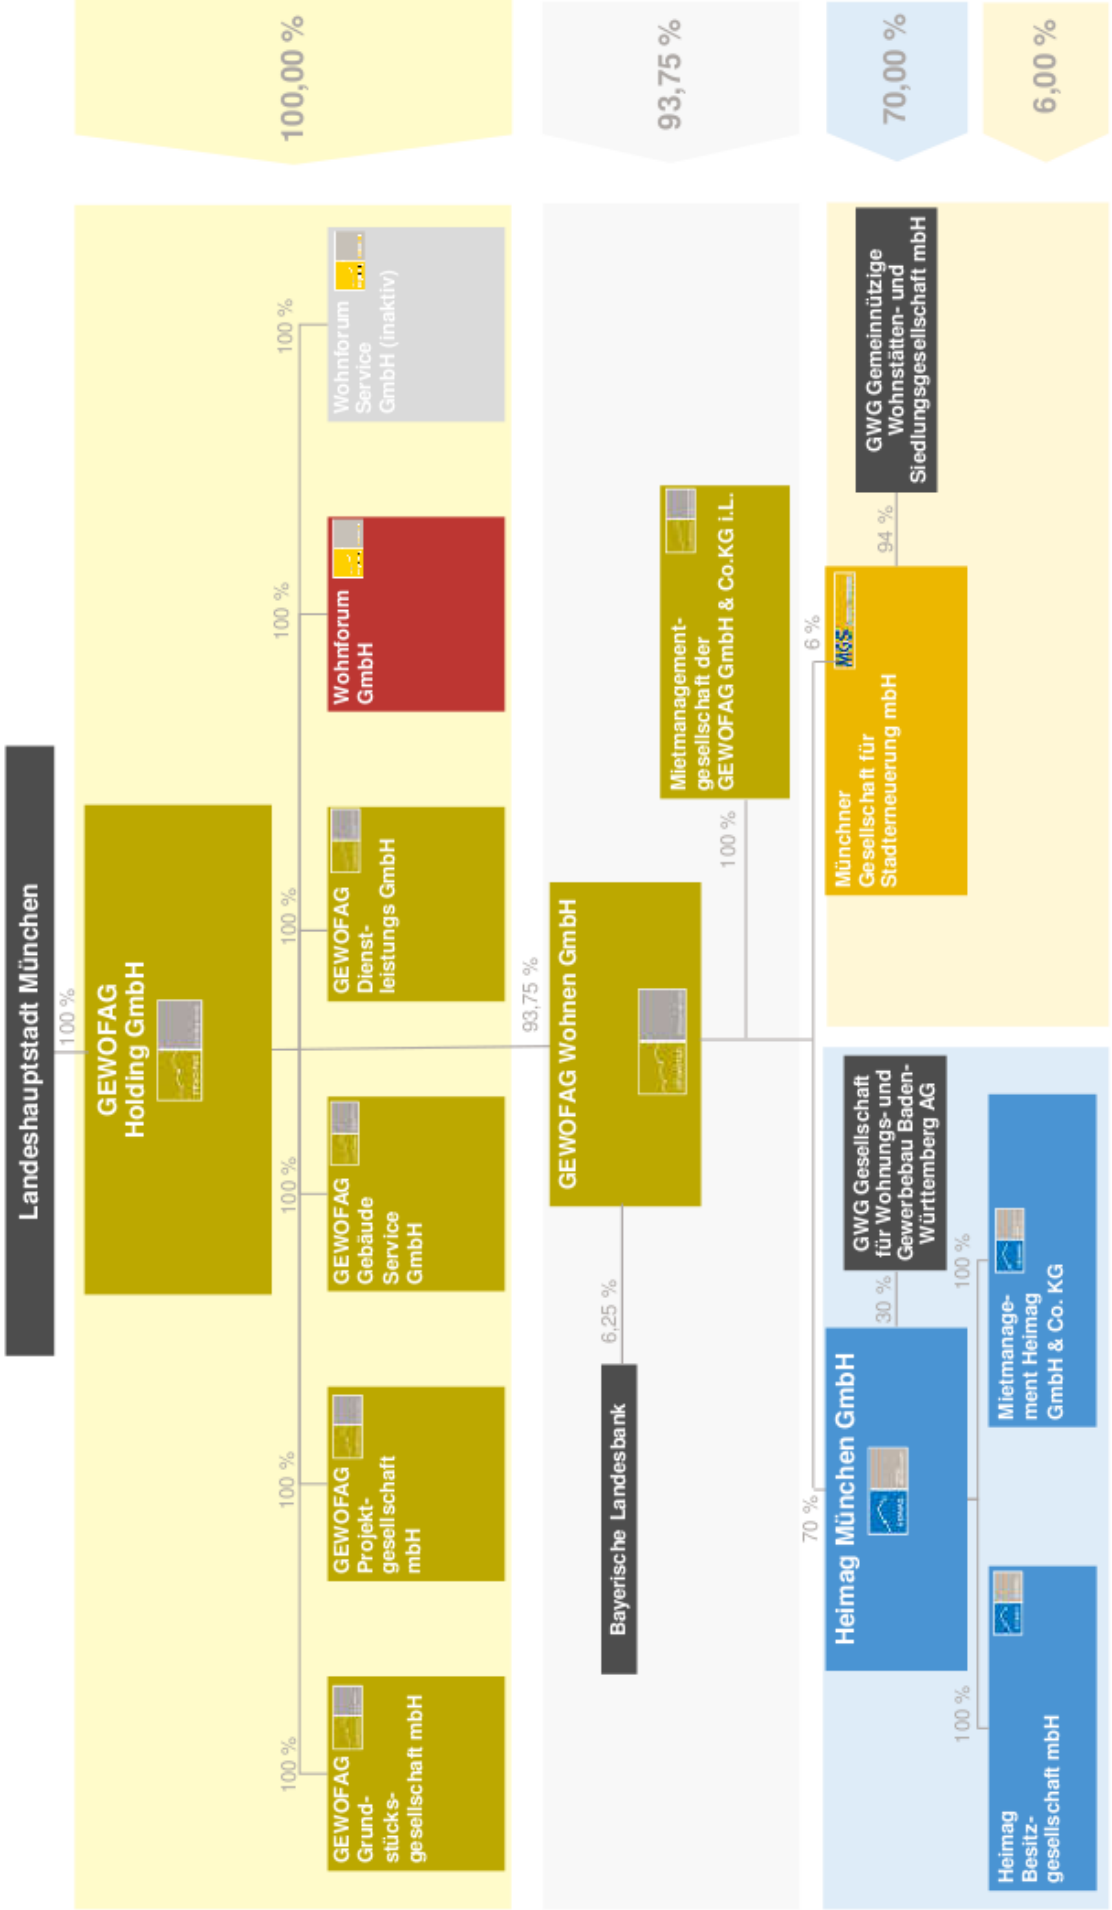 Landeshauptstadt München
100 %
GEWOFAG
Holding GmbH
100,00 %
100 %
GEWOFAG
Grund-
stücks-
gesellschaft mbH
100 %
GEWOFAG
Projekt-
gesellschaft
mbH
100 %
GEWOFAG
Gebäude
Service
GmbH
100 %
GEWOFAG
Dienst-
leistungs GmbH
100 %
Wohnforum
GmbH
100 %
Wohnforum
Service
GmbH (inaktiv)
93,75 %
GEWOFAG Wohnen GmbH
93,75 %
6,25 %
Bayerische Landesbank
100 %
Mietmanagement-
gesellschaft der
GEWOFAG GmbH & Co.KG i.L.
70 %
Heimag München GmbH
30 %
GWG Gesellschaft
für Wohnungs- und
Gewerbebau Baden-
Württemberg AG
6 %
MGS
Münchner
Gesellschaft für
Stadterneuerung mbH
94 %
GWG Gemeinnützige
Wohnstätten- und
Siedlungsgesellschaft mbH
70,00 %
100 %
Heimag
Besitz-
gesellschaft mbH
100 %
Mietmanage-
ment Heimag
GmbH & Co. KG
6,00 %